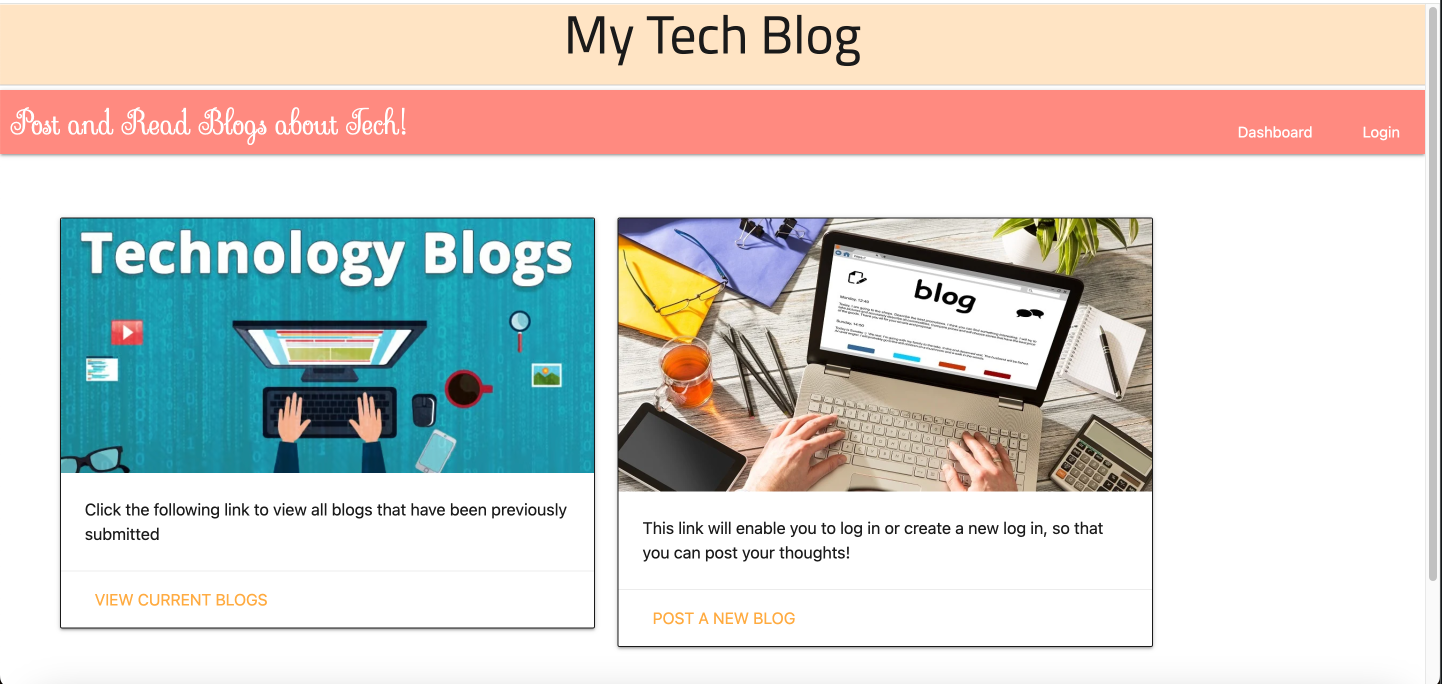 My Tech Blog
Post and Read Blogs about Tech!
Dashboard
Login
Technology Blogs
blog
Click the following link to view all blogs that have been previously
submitted
VIEW CURRENT BLOGS
This link will enable you to log in or create a new log in, so that
you can post your thoughts!
POST A NEW BLOG